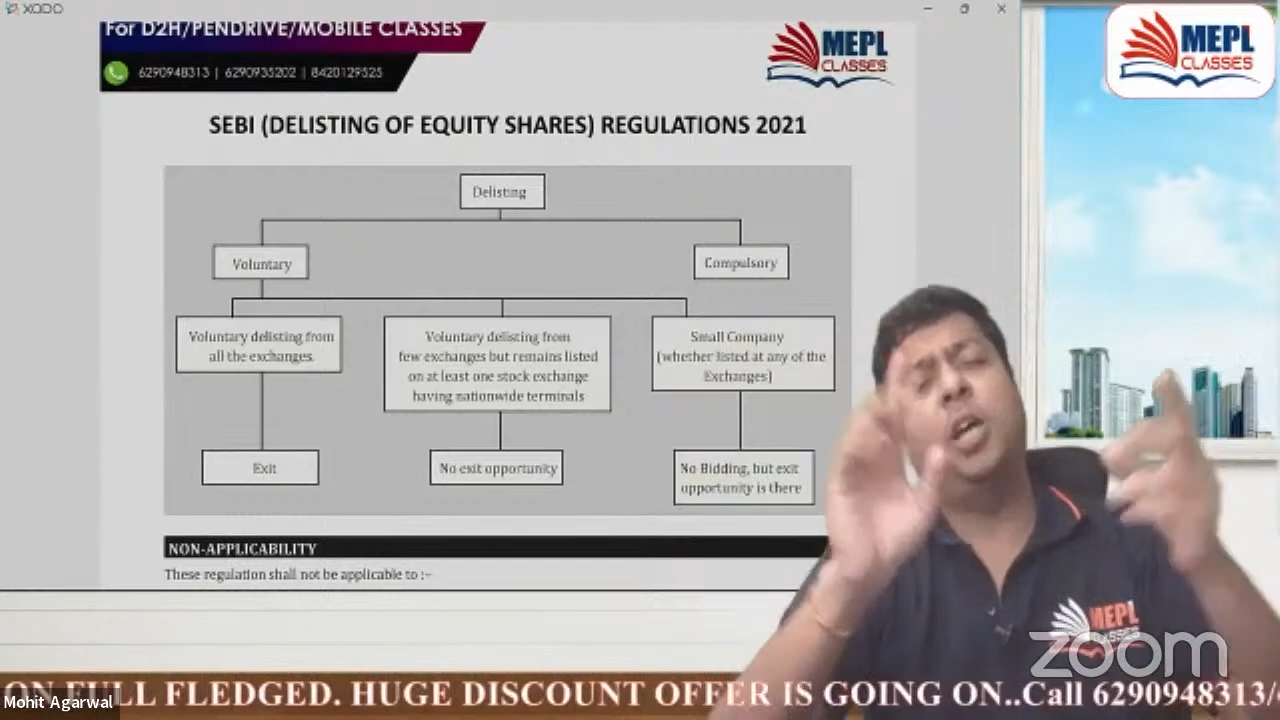 XODO
For D2H/PENDRIVE/MOBILE CLASSES
6290948313 | 6290935202 | 8420129525
MEPL
CLASSES
MEPL
CLASSES
SEBI (DELISTING OF EQUITY SHARES) REGULATIONS 2021
Delisting
Voluntary
Compulsory
Voluntary delisting from
all the exchanges.
Voluntary delisting from
few exchanges but remains listed
on at least one stock exchange
having nationwide terminals
Small Company
(whether listed at any of the
Exchanges)
Exit
No exit opportunity
No Bidding, but exit
opportunity is there
NON-APPLICABILITY
These regulation shall not be applicable to :-
MEPL
CLASSES
zoom
ON FULL FLEDGED. HUGE DISCOUNT OFFER IS GOING ON..Call 6290948313/
Mohit Agarwal